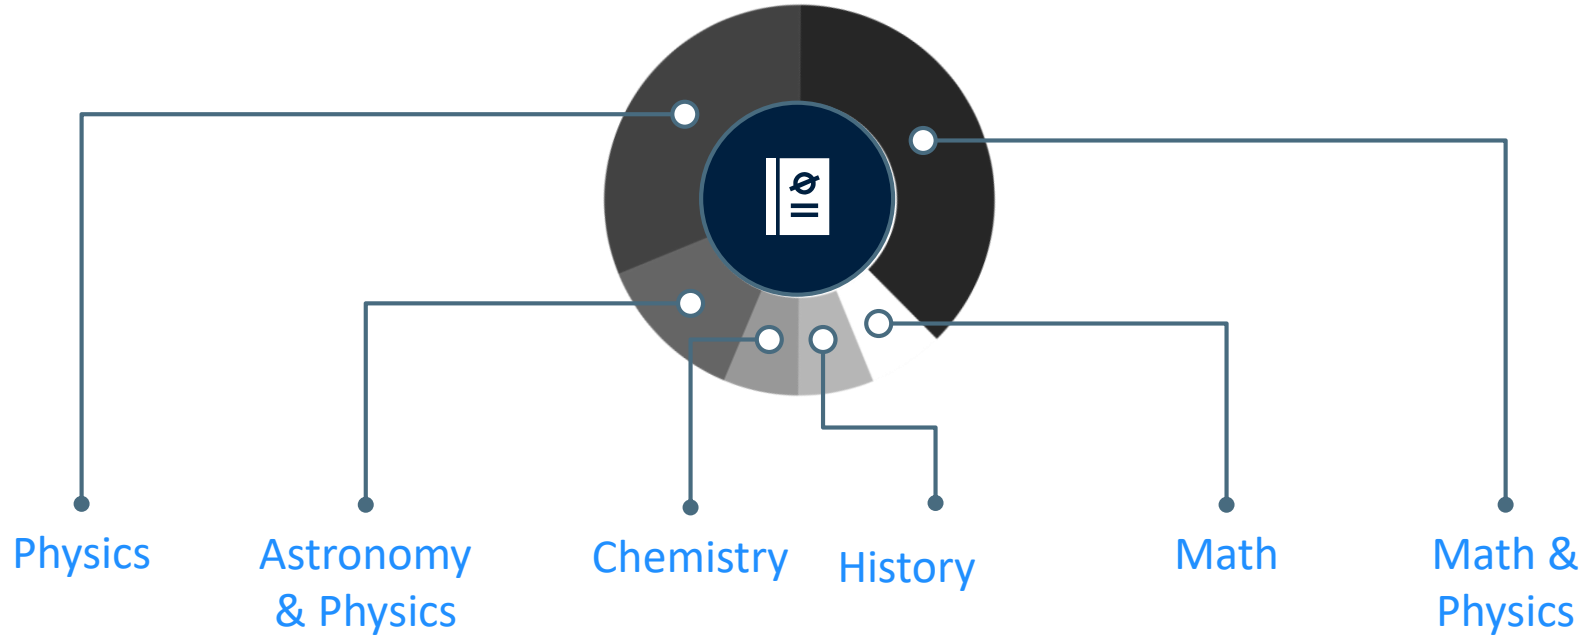 Physics
Astronomy
& Physics
Chemistry
History
Math
Math &
Physics